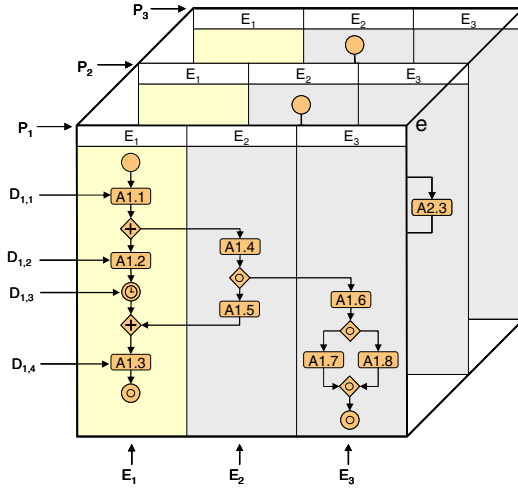 P₃
E₁ E₂ E₃
P₂
E₁ E₂ E₃
P₁
e
E₁ E₂ E₃
D₁,₁
A1.1
A2.3
A1.4
D₁,₂
A1.2
D₁,₃
A1.6
A1.5
D₁,₄
A1.3
A1.7 A1.8
E₁ E₂ E₃